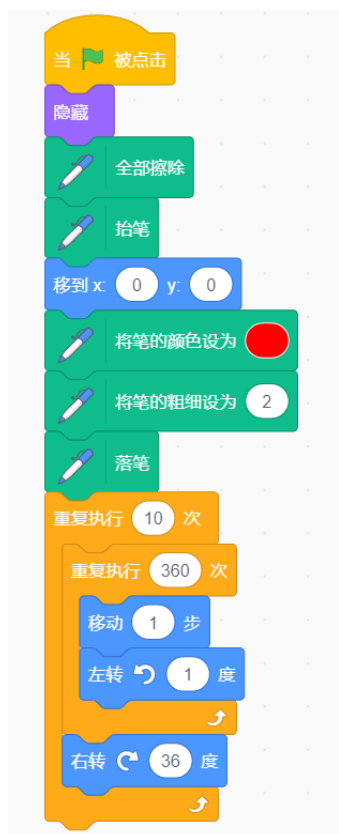 当 被点击
隐藏
全部擦除
抬笔
移到 x: 0 y: 0
将笔的颜色设为
将笔的粗细设为 2
落笔
重复执行 10 次
重复执行 360 次
移动 1 步
左转 1 度
右转 36 度